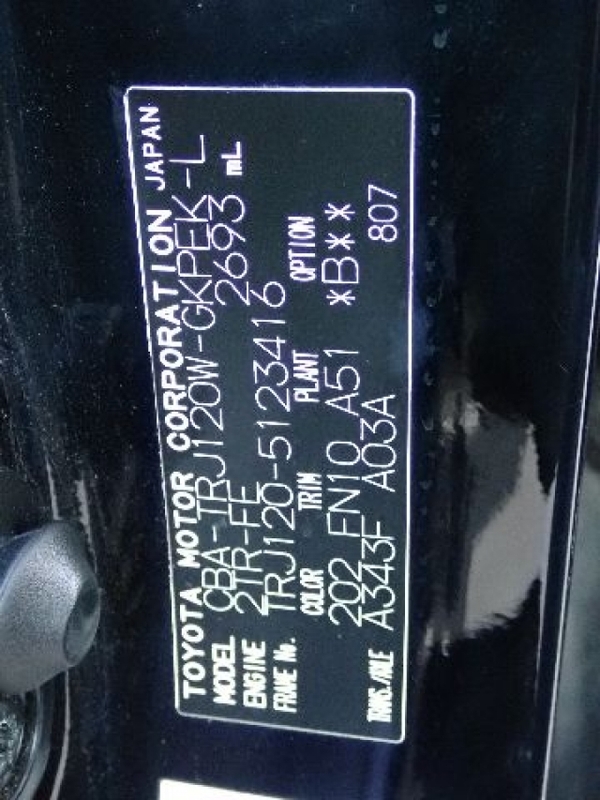 TOYOTA MOTOR CORPORATION JAPAN
MODEL CBA-TRJ120W-GKPEK-L
ENGINE 2TR-FE 2693 mL
FRAME No. TRJ120-5123416
COLOR TRIM PLANT OPTION
202 FN10 A51 *B**
TRANS./AXLE A343F A03A 807